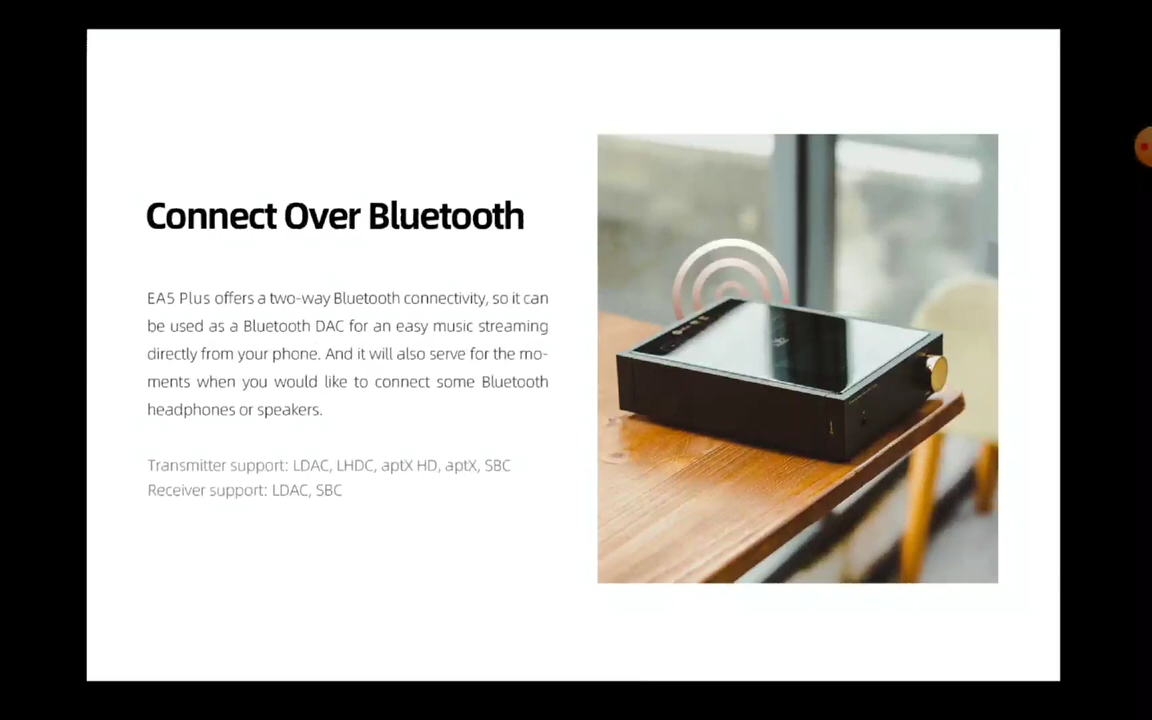 Connect Over Bluetooth
EA5 Plus offers a two-way Bluetooth connectivity, so it can
be used as a Bluetooth DAC for an easy music streaming
directly from your phone. And it will also serve for the mo-
ments when you would like to connect some Bluetooth
headphones or speakers.
Transmitter support: LDAC, LHDC, aptX HD, aptX, SBC
Receiver support: LDAC, SBC